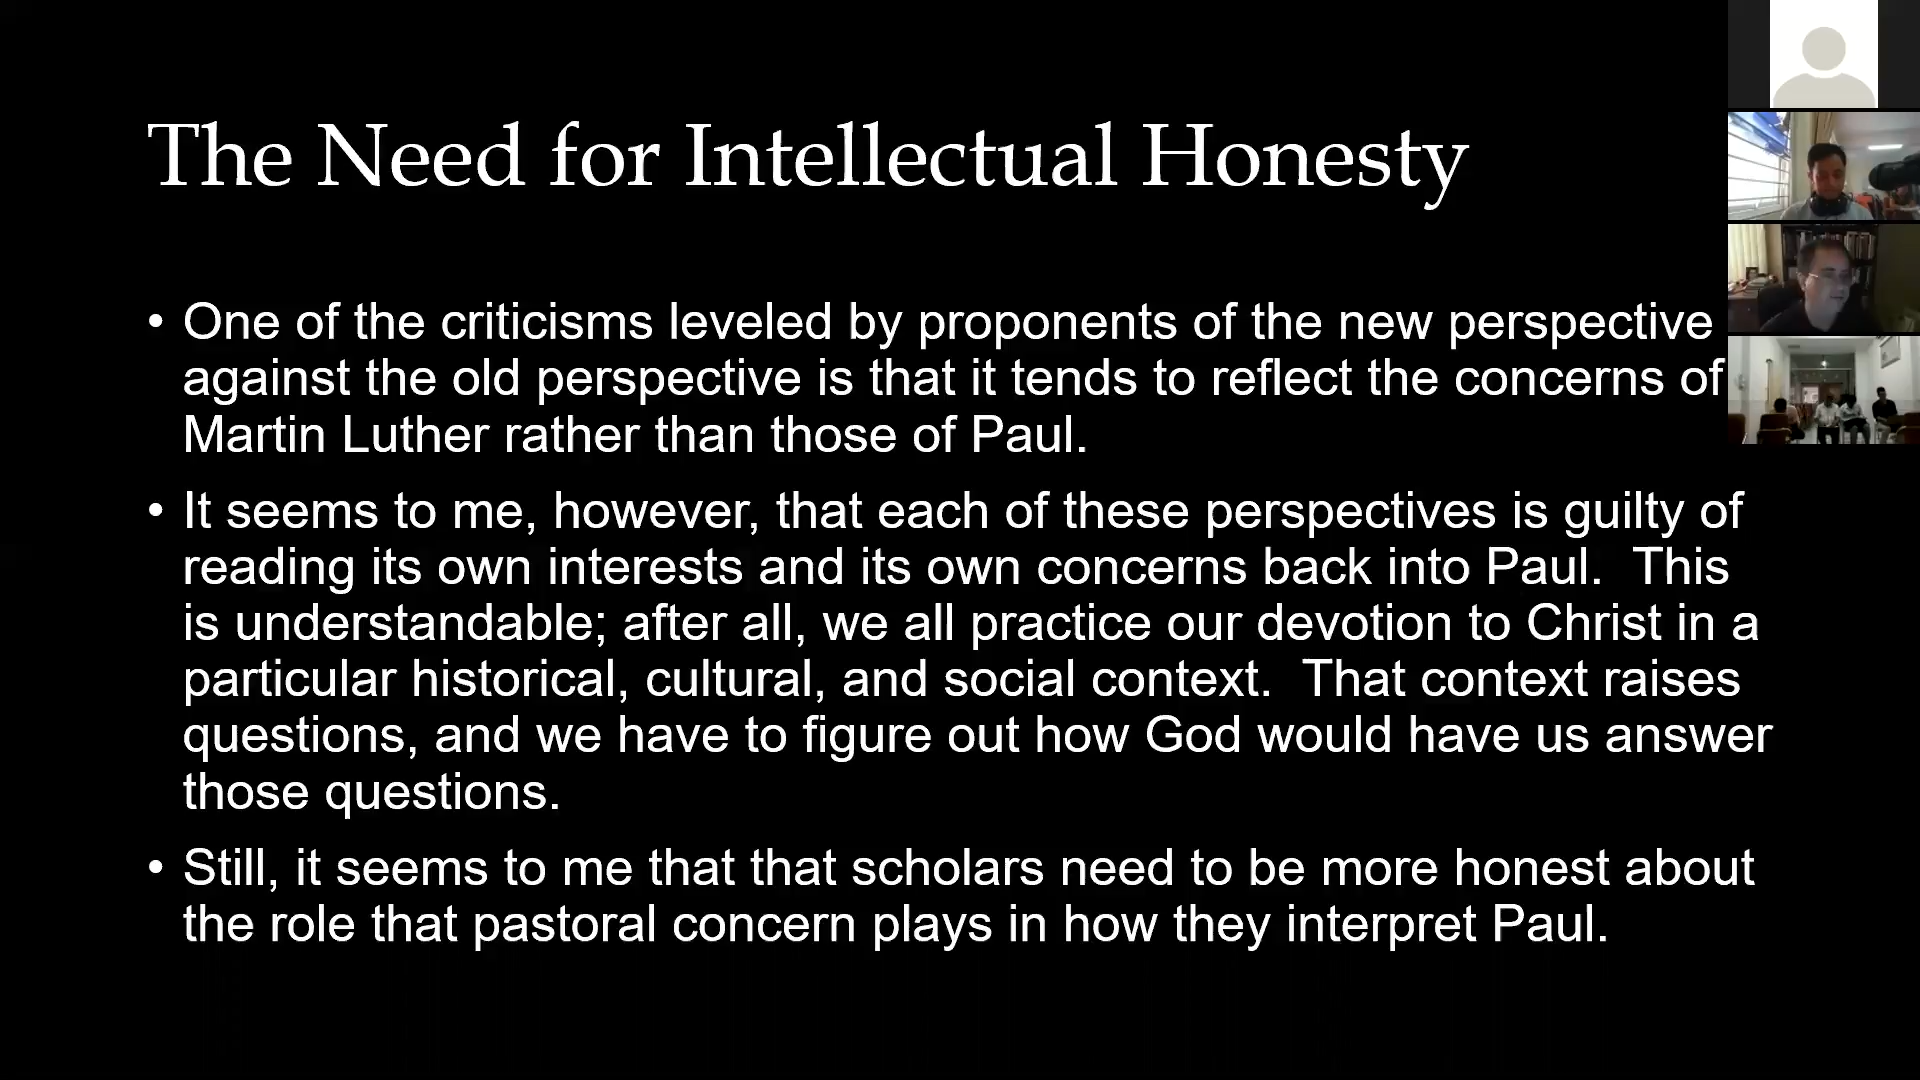 The Need for Intellectual Honesty
• One of the criticisms leveled by proponents of the new perspective
against the old perspective is that it tends to reflect the concerns of
Martin Luther rather than those of Paul.
• It seems to me, however, that each of these perspectives is guilty of
reading its own interests and its own concerns back into Paul.  This
is understandable; after all, we all practice our devotion to Christ in a
particular historical, cultural, and social context.  That context raises
questions, and we have to figure out how God would have us answer
those questions.
• Still, it seems to me that that scholars need to be more honest about
the role that pastoral concern plays in how they interpret Paul.